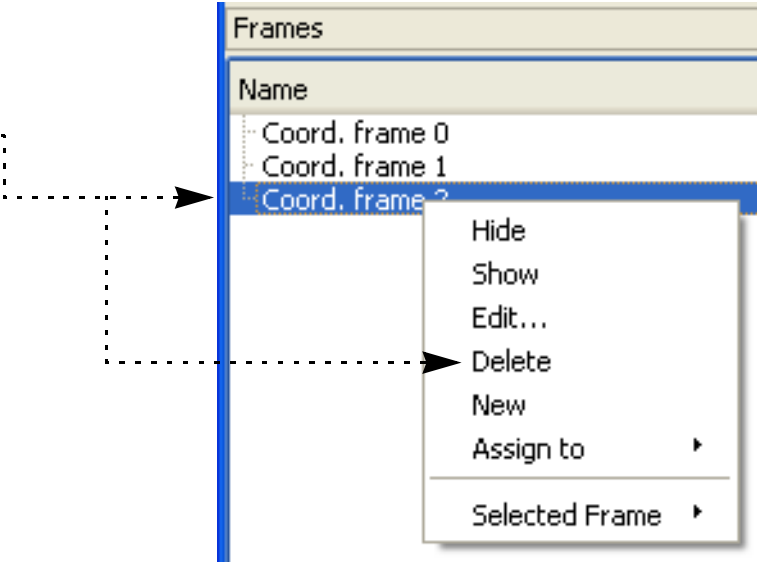 Frames
Name
Coord. frame 0
Coord. frame 1
Coord. frame
Hide
Show
Edit...
Delete
New
Assign to
Selected Frame